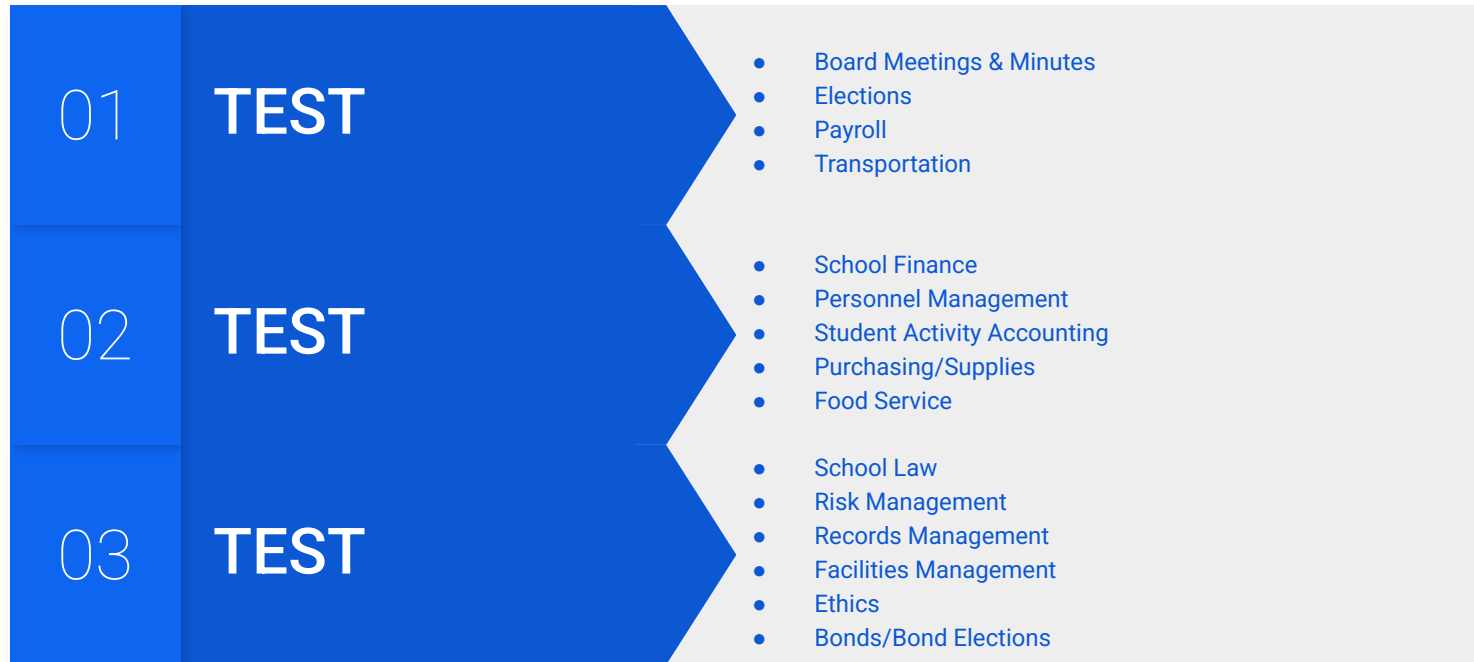 01
TEST
● Board Meetings & Minutes
● Elections
● Payroll
● Transportation
02
TEST
● School Finance
● Personnel Management
● Student Activity Accounting
● Purchasing/Supplies
● Food Service
03
TEST
● School Law
● Risk Management
● Records Management
● Facilities Management
● Ethics
● Bonds/Bond Elections